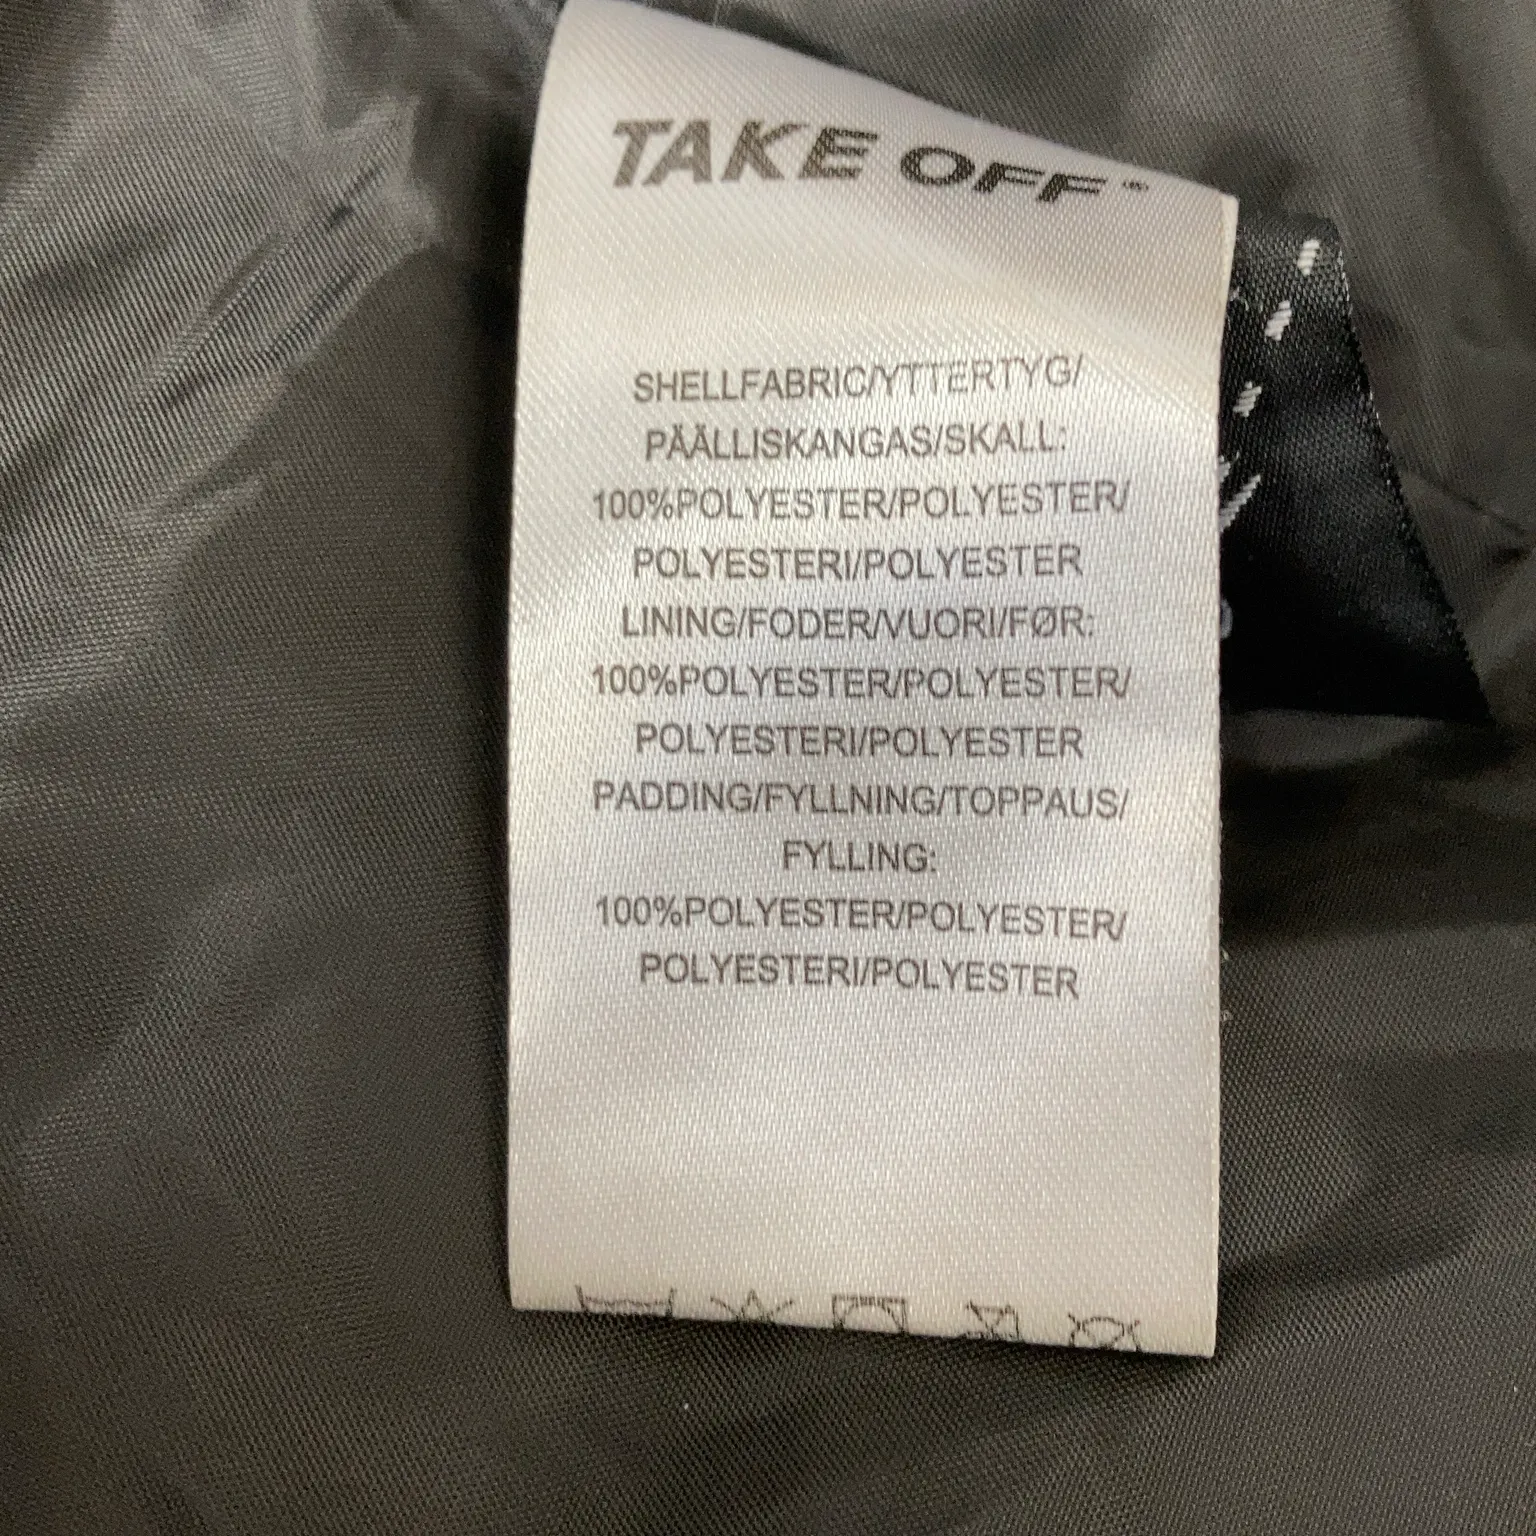 TAKE OFF
SHELLFABRIC/YTTERTYG/
PÄÄLLISKANGAS/SKALL:
100%POLYESTER/POLYESTER/
POLYESTERI/POLYESTER
LINING/FODER/VUORI/FØR:
100%POLYESTER/POLYESTER/
POLYESTERI/POLYESTER
PADDING/FYLLNING/TOPPAUS/
FYLLING:
100%POLYESTER/POLYESTER/
POLYESTERI/POLYESTER